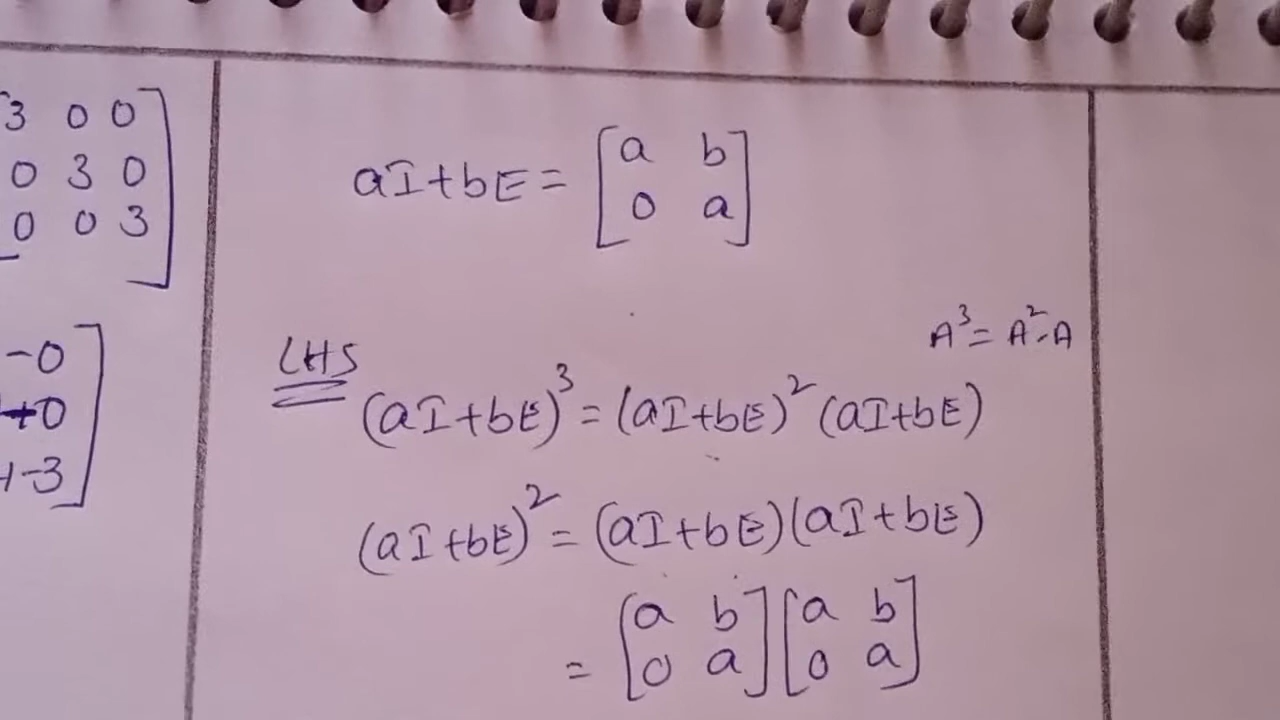 3 0 0
0 3 0
0 0 3
-0
+0
-3
aI+bE = [a b
0 a]
A³ = A².A
LHS
(aI+bE)³ = (aI+bE)² (aI+bE)
(aI+bE)² = (aI+bE)(aI+bE)
= [a b
0 a] [a b
0 a]